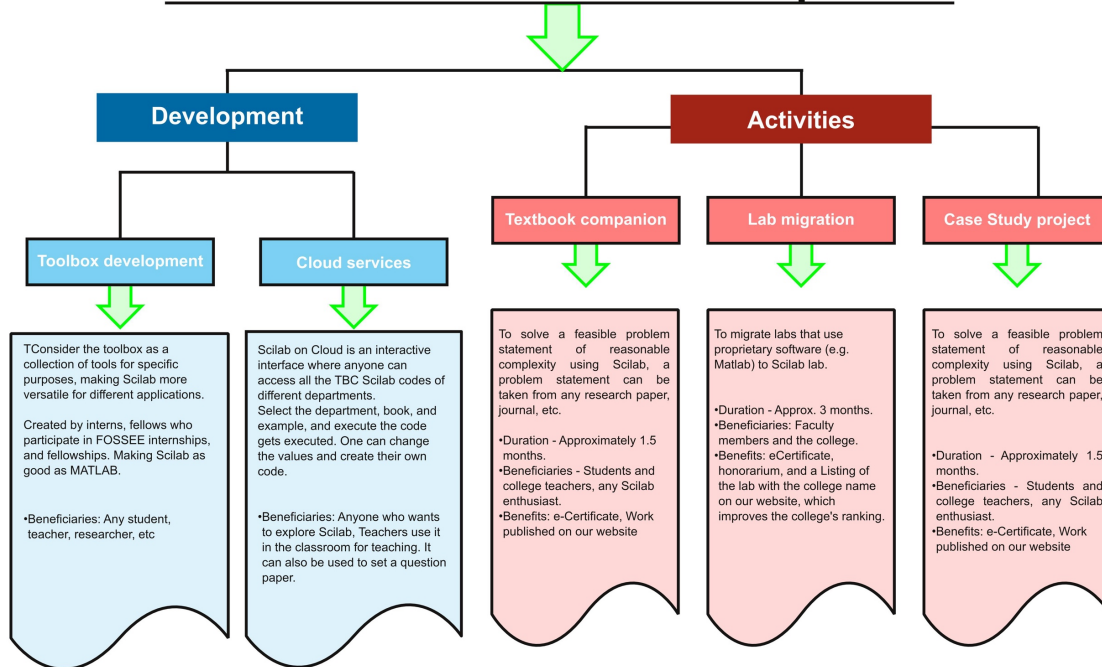 Development
Activities
Textbook companion
Lab migration
Case Study project
Toolbox development
Cloud services
TConsider the toolbox as a
collection of tools for specific
purposes, making Scilab more
versatile for different applications.
Created by interns, fellows who
participate in FOSSEE internships,
and fellowships. Making Scilab as
good as MATLAB.
•Beneficiaries: Any student,
teacher, researcher, etc
Scilab on Cloud is an interactive
interface where anyone can
access all the TBC Scilab codes of
different departments.
Select the department, book, and
example, and execute the code
gets executed. One can change
the values and create their own
code.
•Beneficiaries: Anyone who wants
to explore Scilab, Teachers use it
in the classroom for teaching. It
can also be used to set a question
paper.
To solve a feasible problem
statement of reasonable
complexity using Scilab, a
problem statement can be
taken from any research paper,
journal, etc.
•Duration - Approximately 1.5
months.
•Beneficiaries - Students and
college teachers, any Scilab
enthusiast.
•Benefits: e-Certificate, Work
published on our website
To migrate labs that use
proprietary software (e.g.
Matlab) to Scilab lab.
•Duration - Approx. 3 months.
•Beneficiaries: Faculty
members and the college.
•Benefits: eCertificate,
honorarium, and a Listing of
the lab with the college name
on our website, which
improves the college's ranking.
To solve a feasible problem
statement of reasonable
complexity using Scilab, a
problem statement can be
taken from any research paper,
journal, etc.
•Duration - Approximately 1.5
months.
•Beneficiaries - Students and
college teachers, any Scilab
enthusiast.
•Benefits: e-Certificate, Work
published on our website